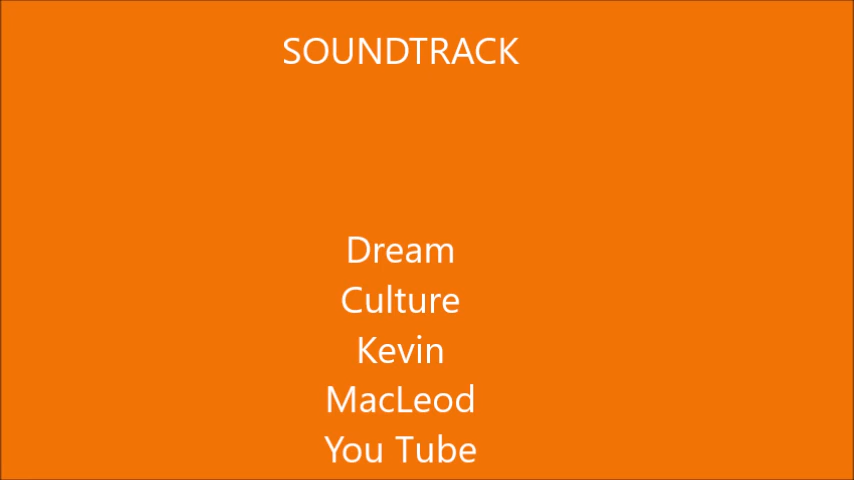 SOUNDTRACK
Dream
Culture
Kevin
MacLeod
You Tube